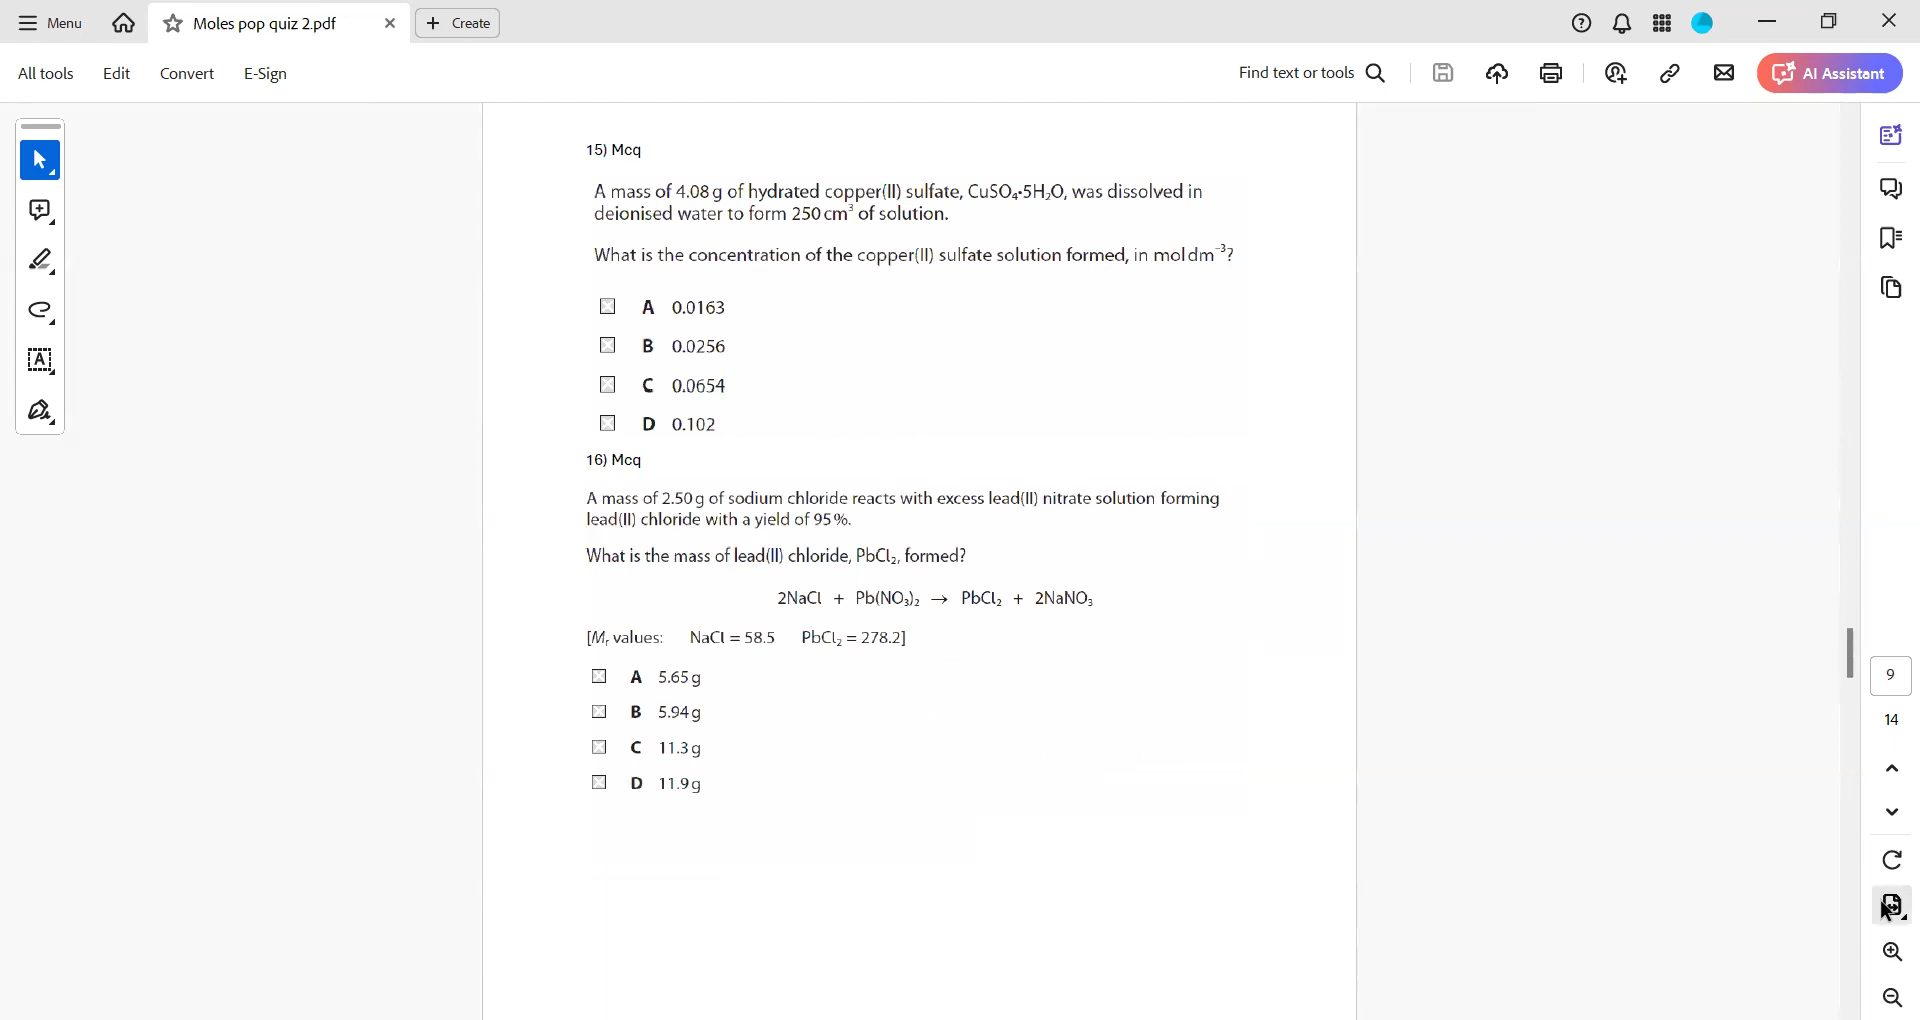 Menu
Moles pop quiz 2.pdf
Create
All tools
Edit
Convert
E-Sign
Find text or tools
AI Assistant
15) Mcq
A mass of 4.08 g of hydrated copper(II) sulfate, CuSO₄•5H₂O, was dissolved in
deionised water to form 250 cm³ of solution.
What is the concentration of the copper(II) sulfate solution formed, in mol dm⁻³?
A 0.0163
B 0.0256
C 0.0654
D 0.102
16) Mcq
A mass of 2.50 g of sodium chloride reacts with excess lead(II) nitrate solution forming
lead(II) chloride with a yield of 95%.
What is the mass of lead(II) chloride, PbCl₂, formed?
2NaCl + Pb(NO₃)₂ → PbCl₂ + 2NaNO₃
[Mᵣ values: NaCl = 58.5 PbCl₂ = 278.2]
A 5.65 g
B 5.94 g
C 11.3 g
D 11.9 g
9
14